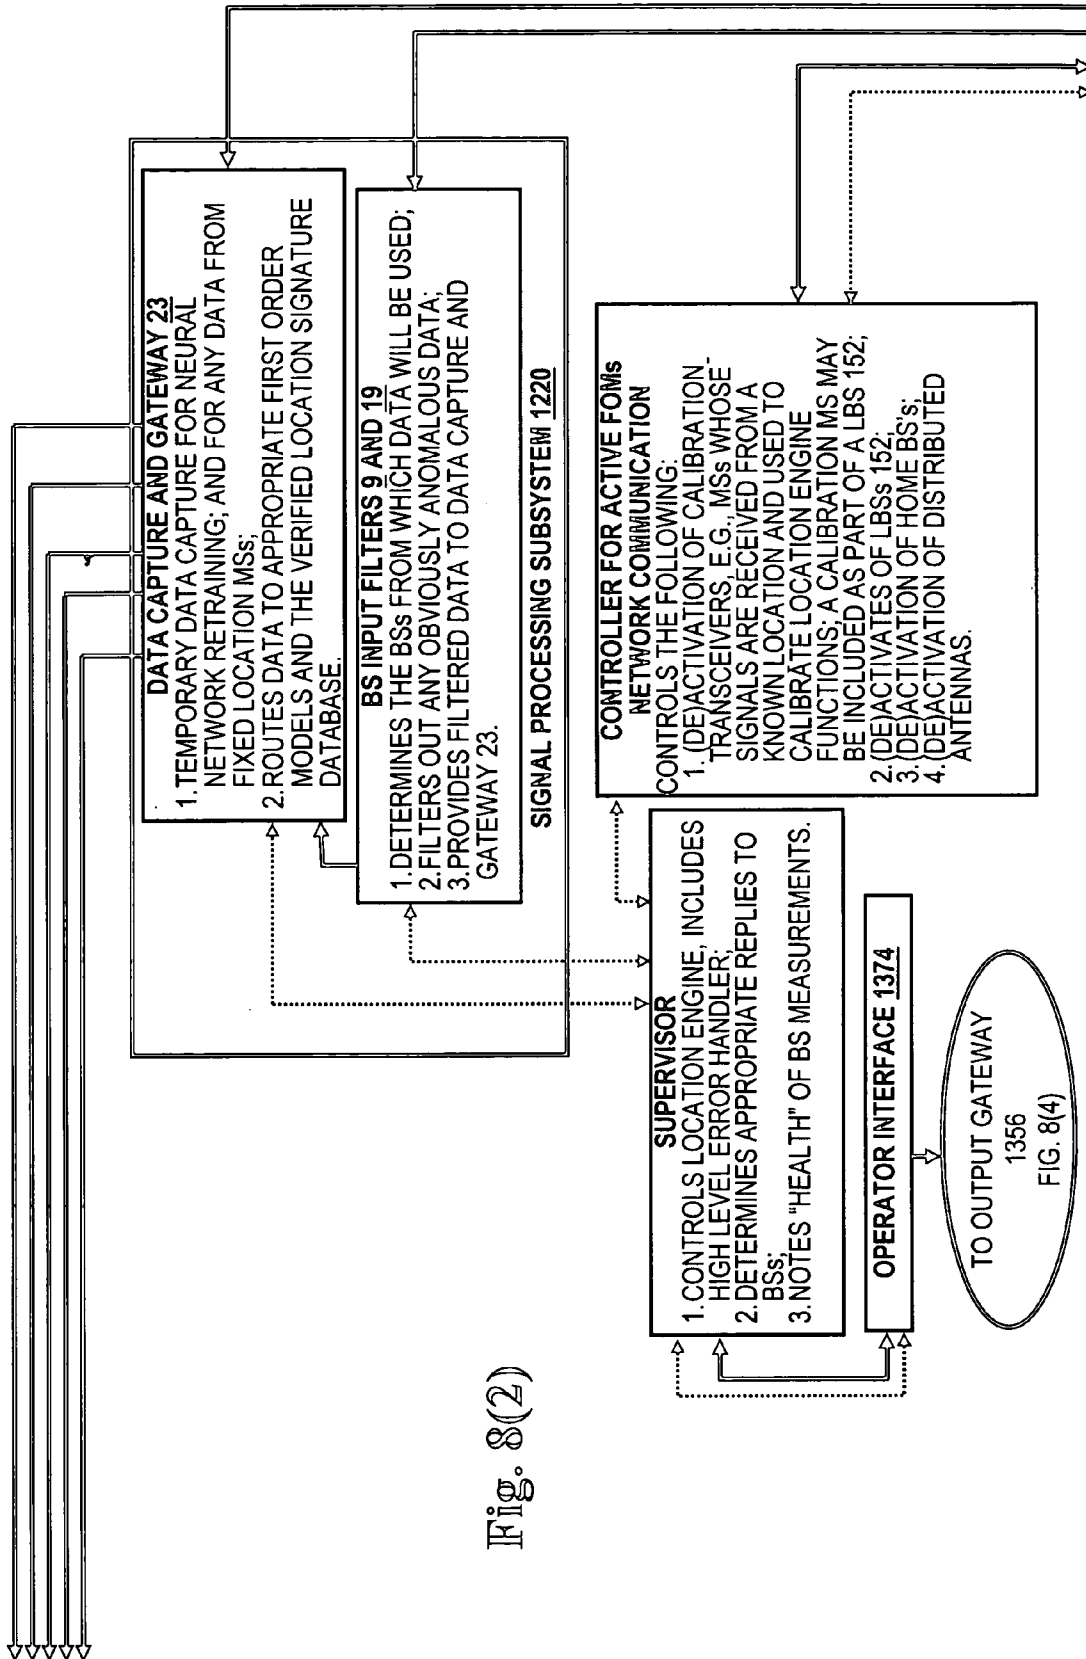 DATA CAPTURE AND GATEWAY 23
1. TEMPORARY DATA CAPTURE FOR NEURAL
NETWORK RETRAINING; AND FOR ANY DATA FROM
FIXED LOCATION MSs;
2. ROUTES DATA TO APPROPRIATE FIRST ORDER
MODELS AND THE VERIFIED LOCATION SIGNATURE
DATABASE.
BS INPUT FILTERS 9 AND 19
1. DETERMINES THE BSs FROM WHICH DATA WILL BE USED;
2. FILTERS OUT ANY OBVIOUSLY ANOMALOUS DATA;
3. PROVIDES FILTERED DATA TO DATA CAPTURE AND
GATEWAY 23.
SIGNAL PROCESSING SUBSYSTEM 1220
CONTROLLER FOR ACTIVE FOMs
NETWORK COMMUNICATION
CONTROLS THE FOLLOWING:
1. (DE)ACTIVATION OF CALIBRATION
TRANSCEIVERS, E.G., MSs WHOSE
SIGNALS ARE RECEIVED FROM A
KNOWN LOCATION AND USED TO
CALIBRATE LOCATION ENGINE
FUNCTIONS; A CALIBRATION MS MAY
BE INCLUDED AS PART OF A LBS 152;
2. (DE)ACTIVATES OF LBSs 152;
3. (DE)ACTIVATION OF HOME BS's;
4. (DE)ACTIVATION OF DISTRIBUTED
ANTENNAS.
SUPERVISOR
1. CONTROLS LOCATION ENGINE, INCLUDES
HIGH LEVEL ERROR HANDLER;
2. DETERMINES APPROPRIATE REPLIES TO
BSs;
3. NOTES "HEALTH" OF BS MEASUREMENTS.
OPERATOR INTERFACE 1374
TO OUTPUT GATEWAY
1356
FIG. 8(4)
Fig. 8(2)